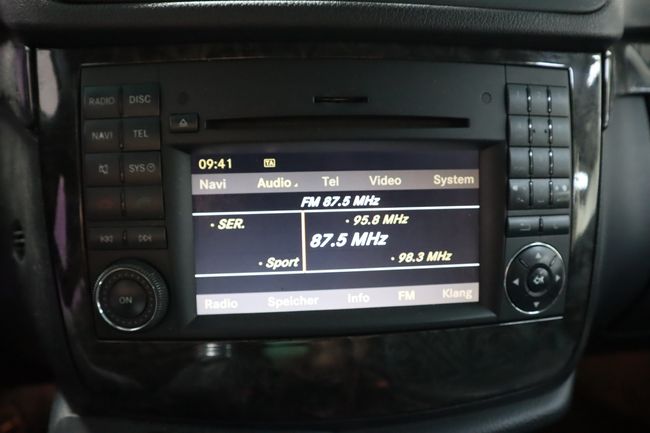 RADIO DISC
NAVI TEL
SYS
ON
09:41 TA
Navi Audio Tel Video System
FM 87.5 MHz
• SER. • 95.8 MHz
87.5 MHz
• Sport • 98.3 MHz
Radio Speicher Info FM Klang